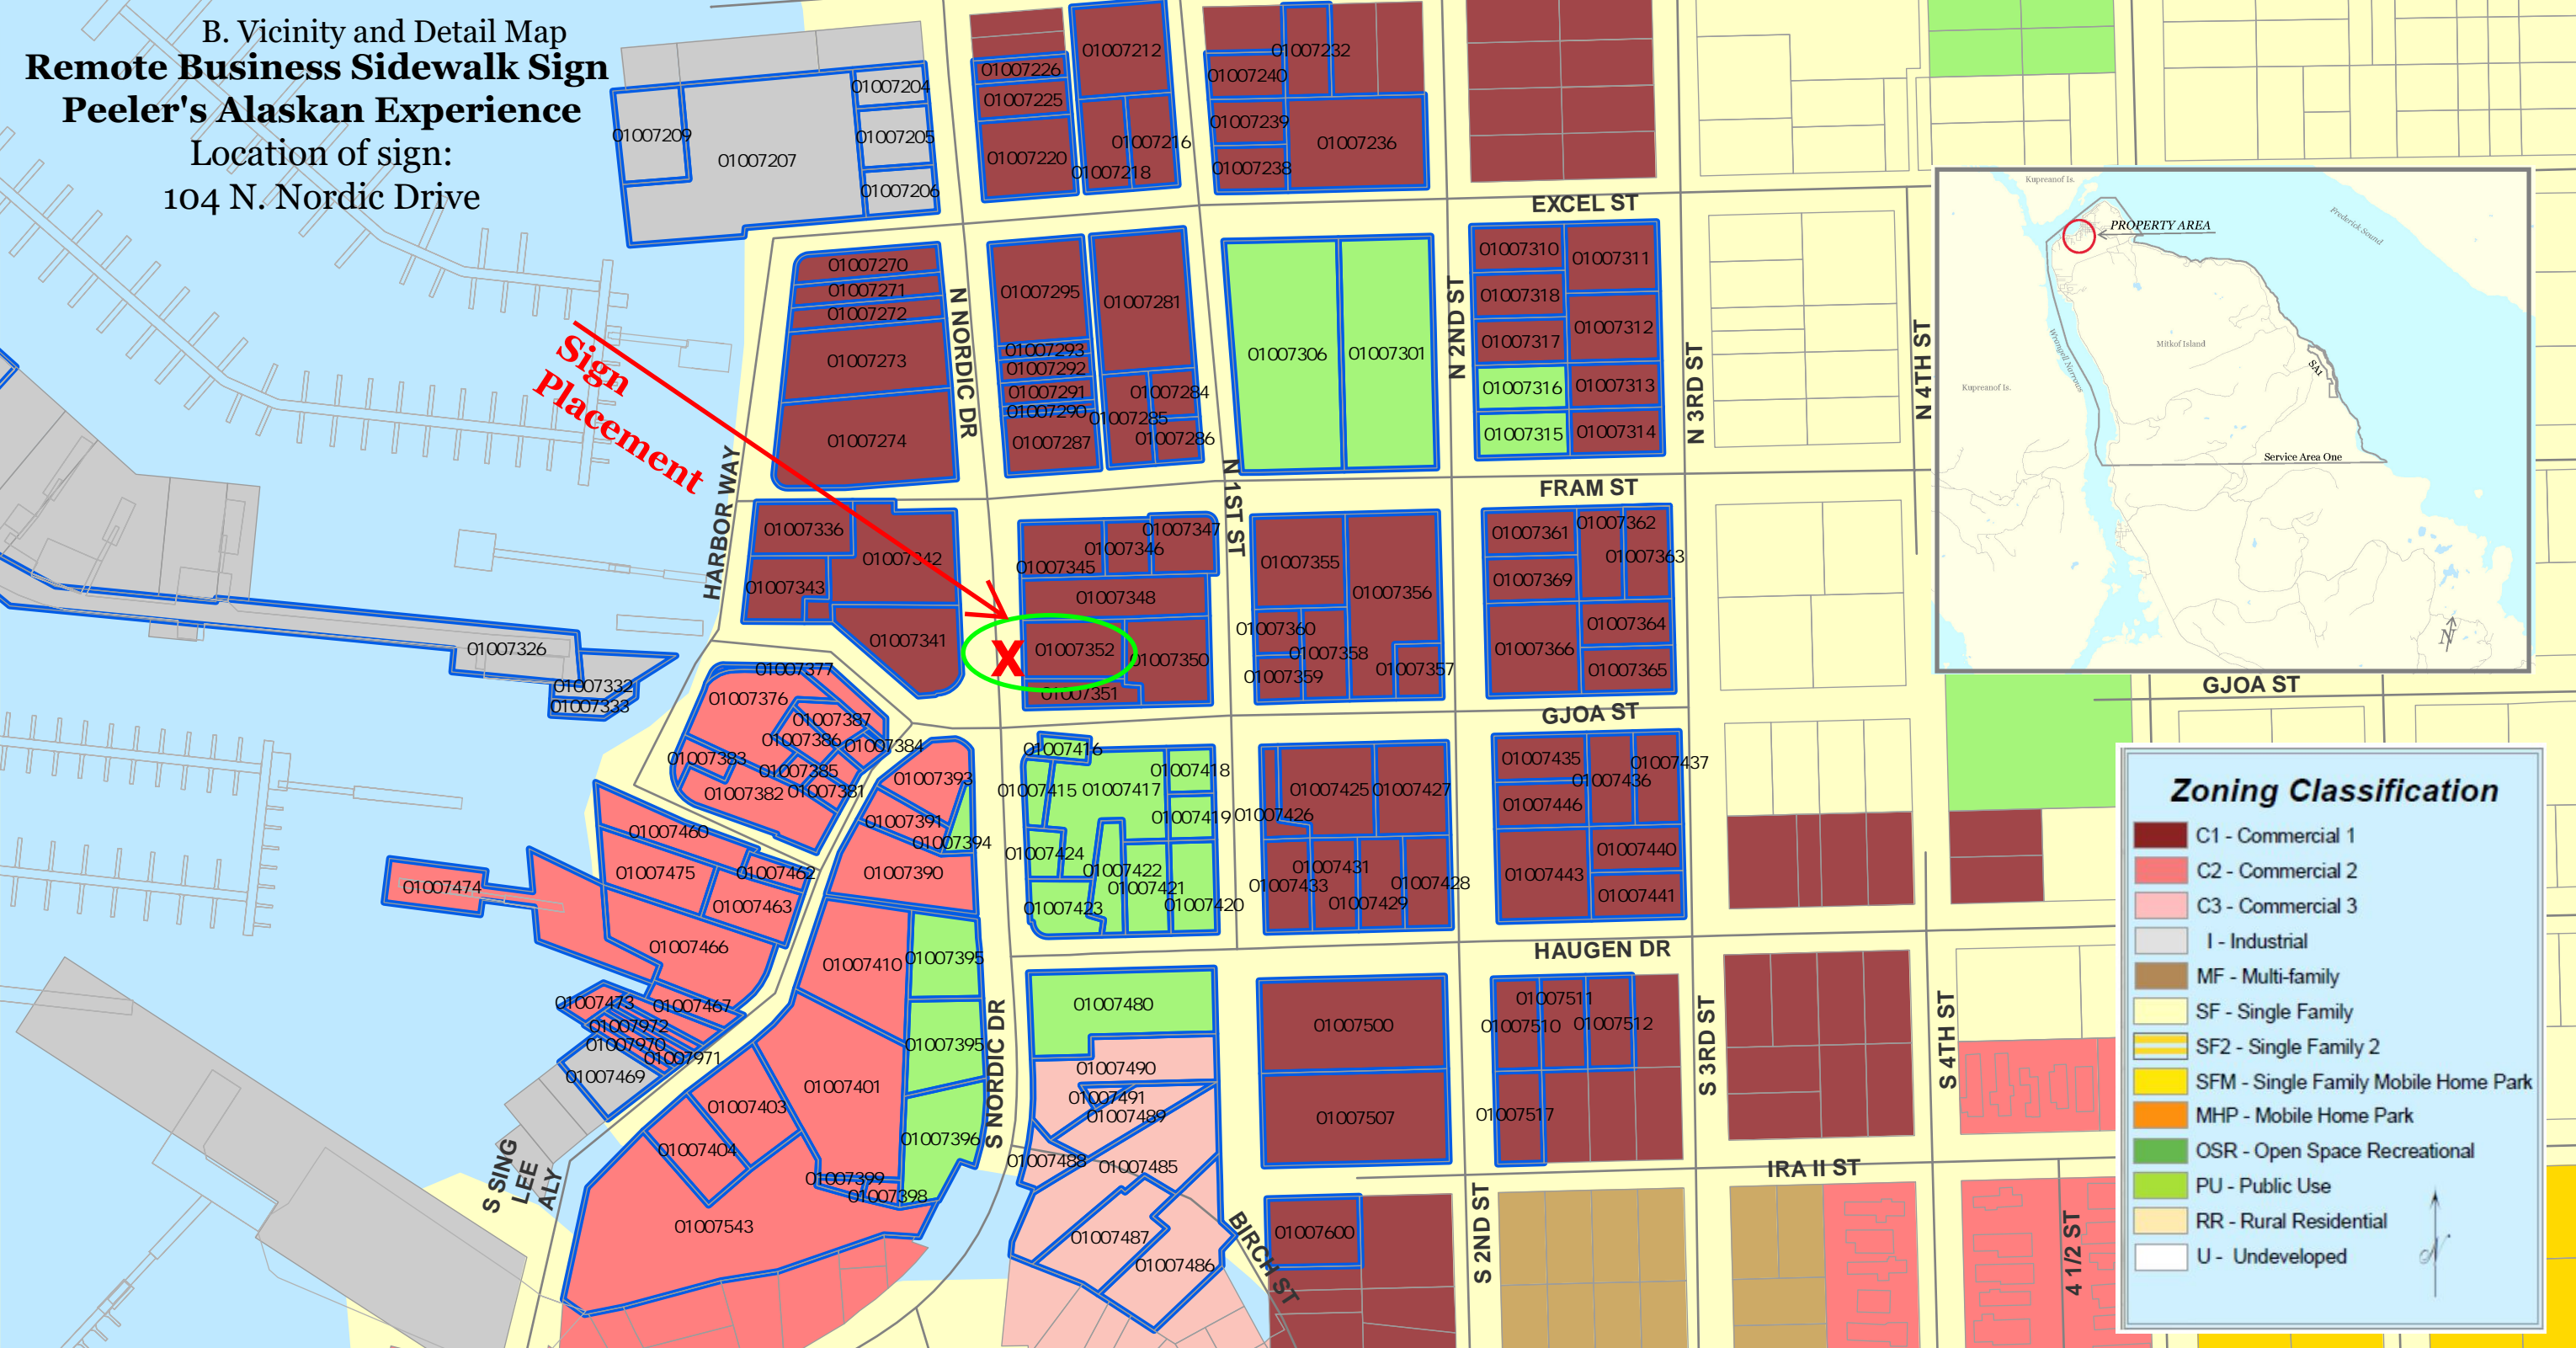 B. Vicinity and Detail Map
Remote Business Sidewalk Sign
Peeler's Alaskan Experience
Location of sign:
104 N. Nordic Drive
Sign
Placement
X
01007209
01007207
01007204
01007205
01007206
01007226
01007225
01007220
01007212
01007216
01007218
01007232
01007240
01007239
01007238
01007236
EXCEL ST
01007270
01007271
01007272
01007273
01007274
N NORDIC DR
01007295
01007281
01007293
01007292
01007291
01007290
01007287
01007284
01007285
01007286
01007306
01007301
N 2ND ST
01007310
01007311
01007318
01007312
01007317
01007316
01007313
01007315
01007314
N 3RD ST
N 4TH ST
HARBOR WAY
N 1ST ST
FRAM ST
01007336
01007342
01007343
01007341
01007347
01007346
01007345
01007348
01007352
01007350
01007351
01007355
01007356
01007360
01007358
01007359
01007357
01007361
01007362
01007363
01007369
01007364
01007366
01007365
GJOA ST
GJOA ST
01007326
01007332
01007333
01007377
01007376
01007387
01007386
01007384
01007383
01007385
01007382
01007381
01007393
01007391
01007394
01007390
01007416
01007415
01007417
01007418
01007419
01007424
01007422
01007421
01007423
01007420
01007426
01007425
01007427
01007431
01007433
01007429
01007428
01007435
01007436
01007437
01007446
01007440
01007443
01007441
HAUGEN DR
01007460
01007475
01007462
01007463
01007474
01007466
01007473
01007467
01007972
01007970
01007971
01007469
01007410
01007395
01007395
01007401
01007403
01007404
01007396
01007399
01007398
01007543
S NORDIC DR
S SING
LEE
ALY
01007480
01007490
01007491
01007489
01007488
01007485
01007487
01007486
BIRCH ST
01007500
01007507
01007600
01007511
01007510
01007512
01007517
S 2ND ST
S 3RD ST
S 4TH ST
IRA II ST
4 1/2 ST
Kupreanof Is.
PROPERTY AREA
Frederick Sound
Wrangell Narrows
Mitkof Island
Kupreanof Is.
SA1
Service Area One
N
Zoning Classification
C1 - Commercial 1
C2 - Commercial 2
C3 - Commercial 3
I - Industrial
MF - Multi-family
SF - Single Family
SF2 - Single Family 2
SFM - Single Family Mobile Home Park
MHP - Mobile Home Park
OSR - Open Space Recreational
PU - Public Use
RR - Rural Residential
U - Undeveloped
N